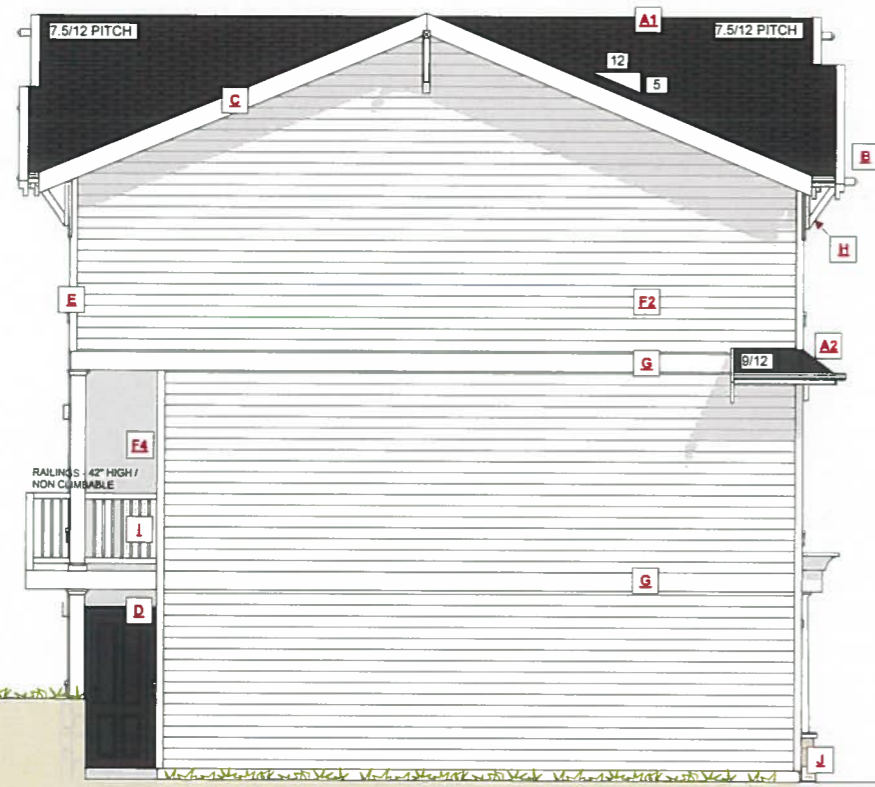 7.5/12 PITCH
A1
7.5/12 PITCH
12
5
C
B
H
E
F2
A2
G
9/12
F4
RAILINGS - 42" HIGH /
NON CLIMBABLE
I
G
D
J